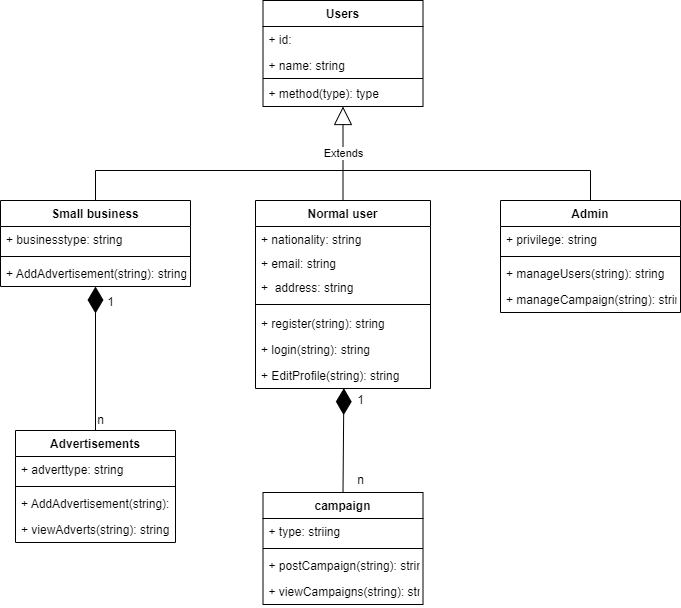 Users
+ id:
+ name: string
+ method(type): type
Extends
Small business
+ businesstype: string
+ AddAdvertisement(string): string
1
n
Normal user
+ nationality: string
+ email: string
+  address: string
+ register(string): string
+ login(string): string
+ EditProfile(string): string
1
n
Admin
+ privilege: string
+ manageUsers(string): string
+ manageCampaign(string): stri
Advertisements
+ adverttype: string
+ AddAdvertisement(string):
+ viewAdverts(string): string
campaign
+ type: striing
+ postCampaign(string): stri
+ viewCampaigns(string): st